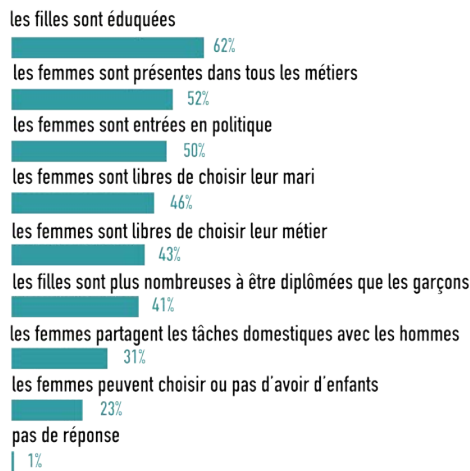 les filles sont éduquées
62%
les femmes sont présentes dans tous les métiers
52%
les femmes sont entrées en politique
50%
les femmes sont libres de choisir leur mari
46%
les femmes sont libres de choisir leur métier
43%
les filles sont plus nombreuses à être diplômées que les garçons
41%
les femmes partagent les tâches domestiques avec les hommes
31%
les femmes peuvent choisir ou pas d'avoir d'enfants
23%
pas de réponse
1%